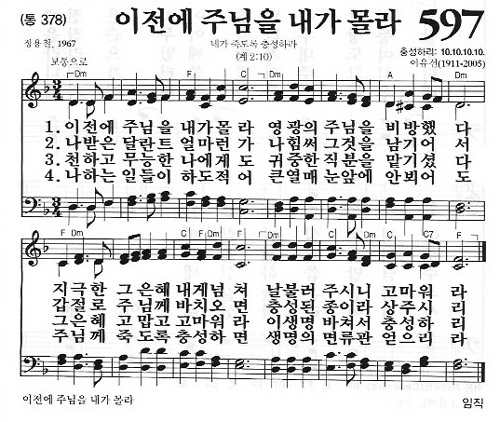 (통 378) 이전에 주님을 내가 몰라 597
정용철, 1967 네가 죽도록 충성하라 충성하리: 10.10.10.10.
보통으로 (계 2:10) 이유선(1911-2005)
Dm C F Dm A Dm
1. 이전에 주님을 내가몰라 영광의주님을 비방했다
2. 나받은 달란트 얼마런가 나힘써 그것을 남기어서
3. 천하고 무능한 나에게도 귀중한 직분을 맡기셨다
4. 나하는 일들이 하도적어 큰열매 눈앞에 안뵈어도
F Dm C F C F Dm C Dm C C7 F
지극한 그은혜 내게넘쳐 날불러 주시니 고마워라
갑절로 주님께 바치오면 충성된 종이라 상주시리
그은혜 고맙고 고마워라 이생명 바쳐서 충성하리
주님께 죽도록 충성하면 생명의 면류관 얻으리라
이전에 주님을 내가 몰라 임직